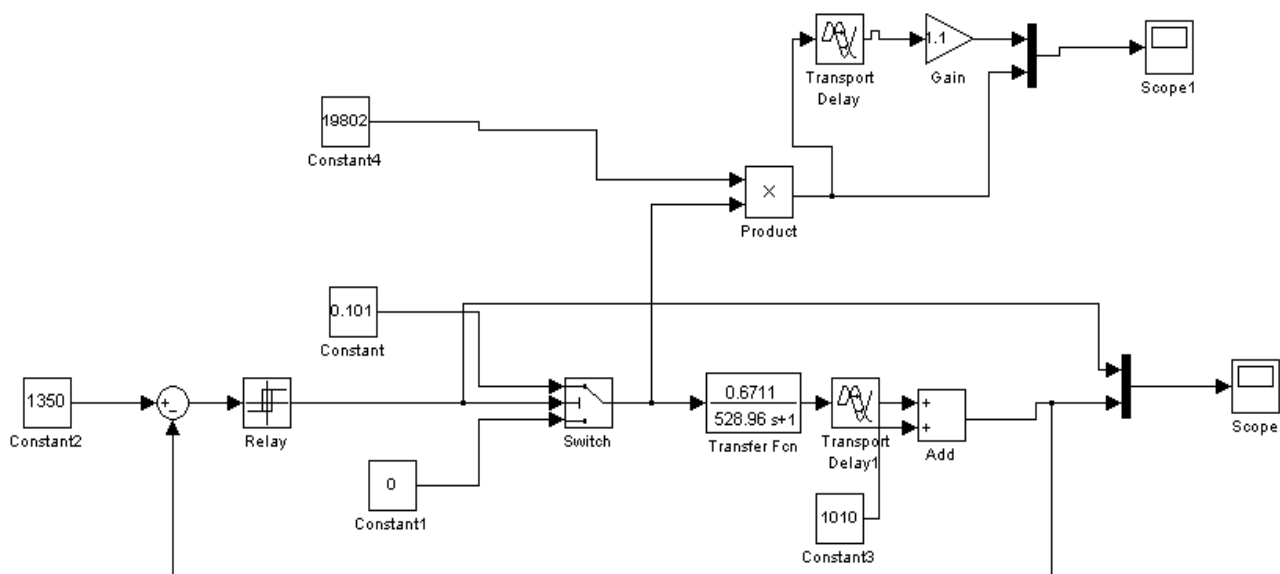 Transport
Delay
1.1
Gain
Scope1
19802
Constant4
×
Product
0.101
Constant
1350
Constant2
+
−
Relay
Switch
0.6711
528.96 s+1
Transfer Fcn
Transport
Delay1
+
+
Add
Scope
0
Constant1
1010
Constant3